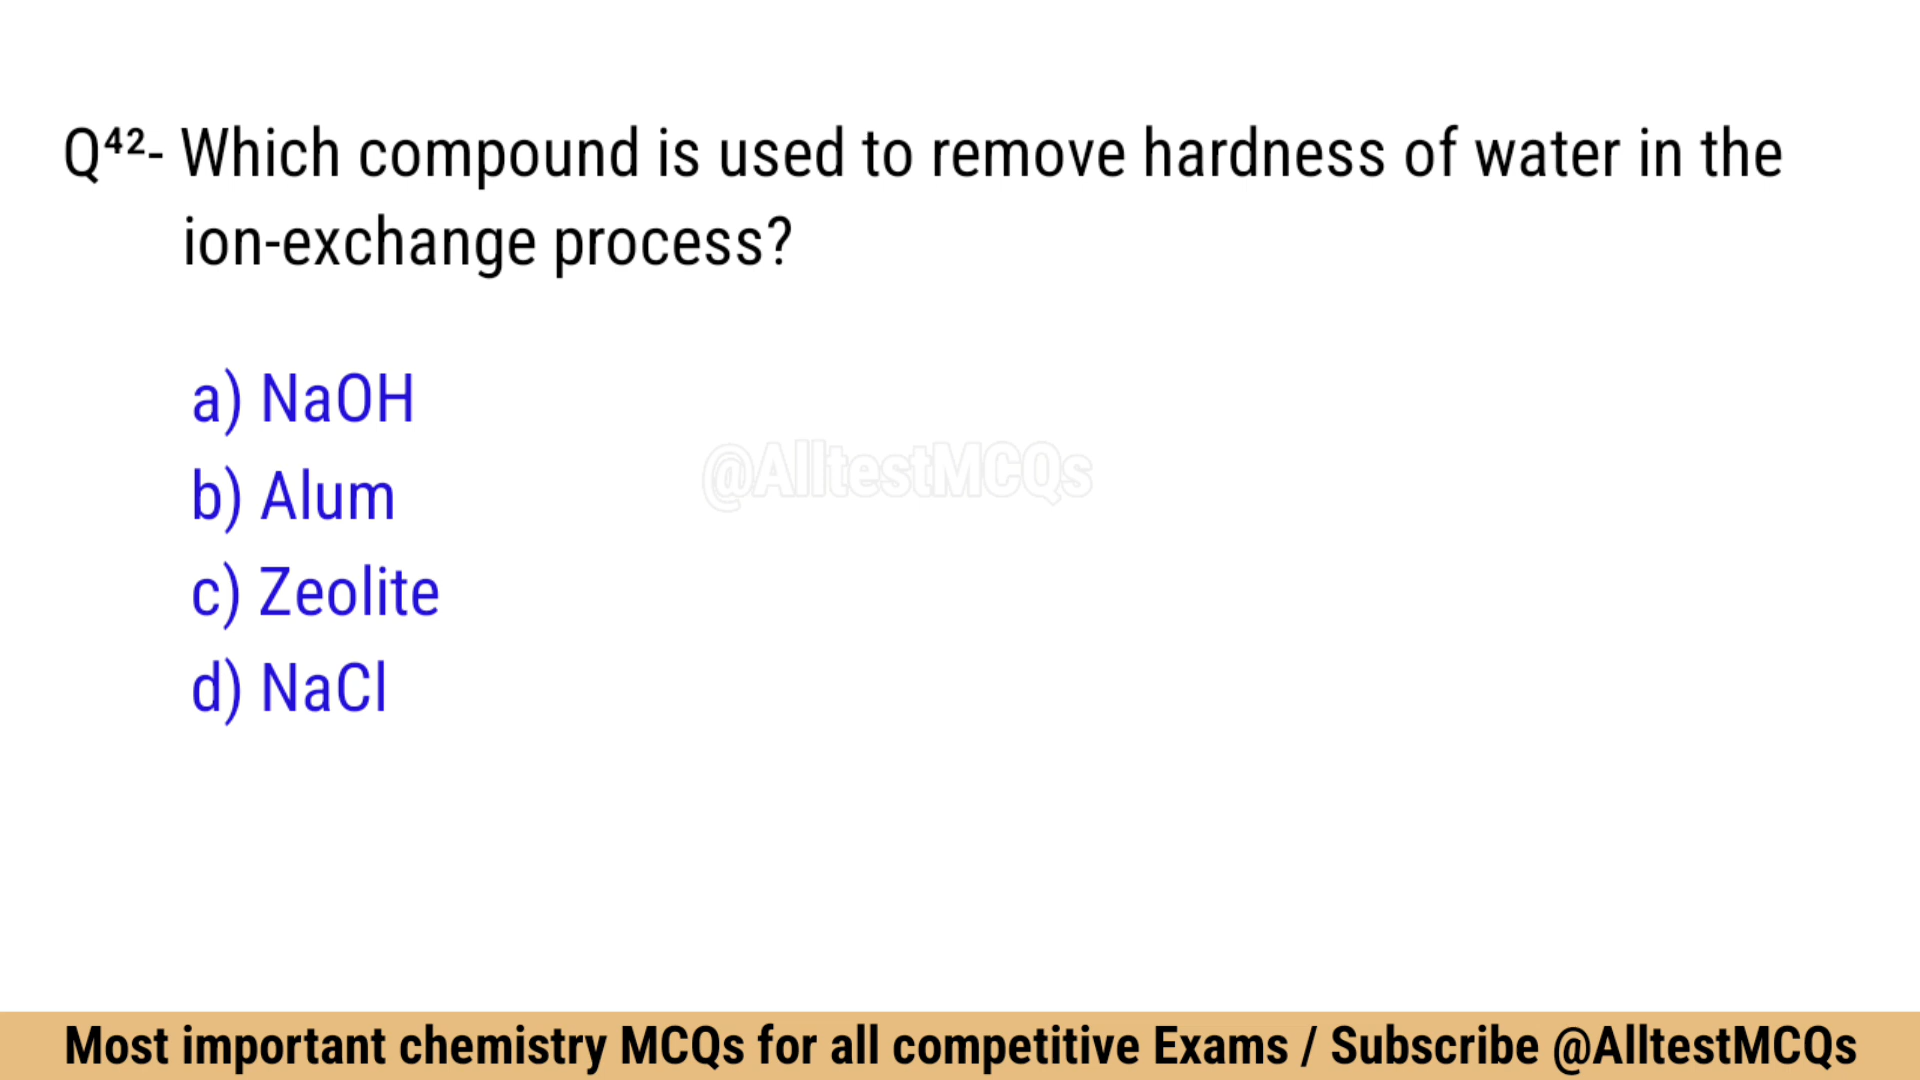 Q⁴²- Which compound is used to remove hardness of water in the
ion-exchange process?
a) NaOH
@AlltestMCQs
b) Alum
c) Zeolite
d) NaCl
Most important chemistry MCQs for all competitive Exams / Subscribe @AlltestMCQs